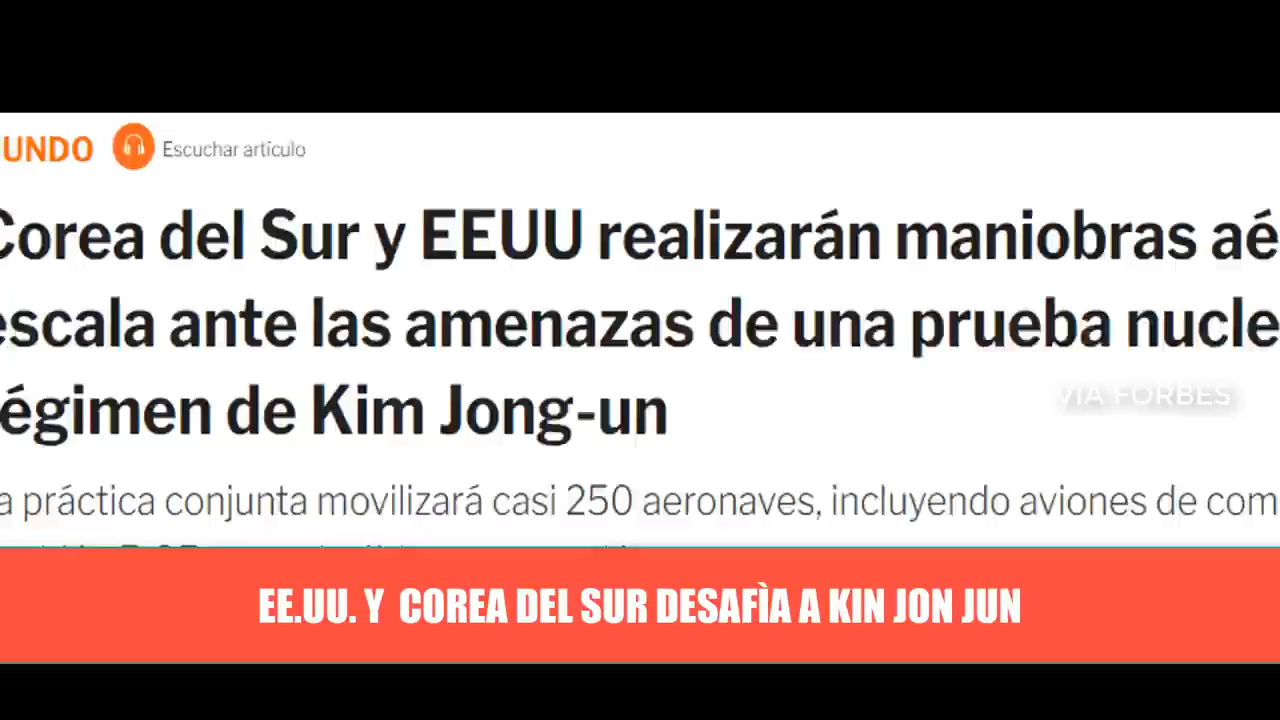 UNDO Escuchar artículo
Corea del Sur y EEUU realizarán maniobras aé
escala ante las amenazas de una prueba nucle
égimen de Kim Jong-un
VIA FORBES
a práctica conjunta movilizará casi 250 aeronaves, incluyendo aviones de com
EE.UU. Y COREA DEL SUR DESAFÌA A KIN JON JUN